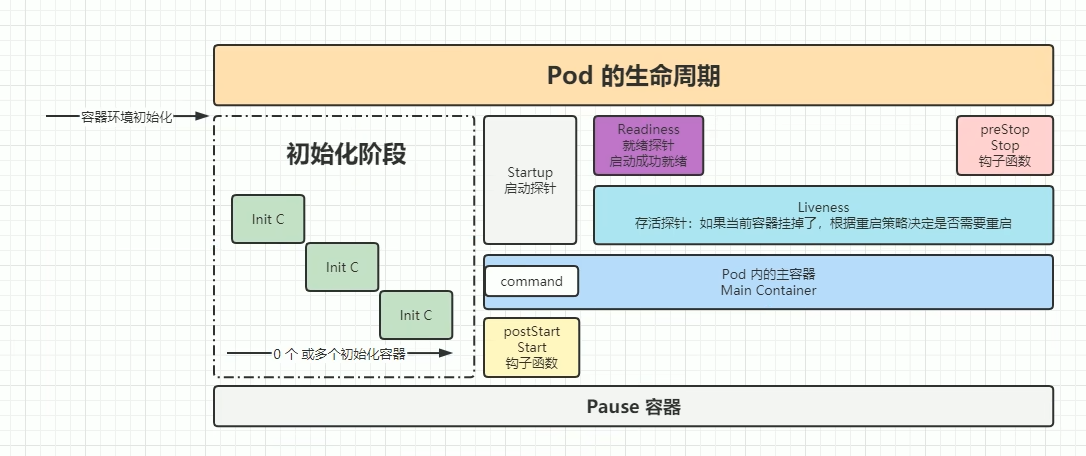 Pod 的生命周期
容器环境初始化
初始化阶段
Init C
Init C
Init C
0 个 或多个初始化容器
Startup
启动探针
Readiness
就绪探针
启动成功就绪
preStop
Stop
钩子函数
Liveness
存活探针：如果当前容器挂掉了，根据重启策略决定是否需要重启
command
Pod 内的主容器
Main Container
postStart
Start
钩子函数
Pause 容器